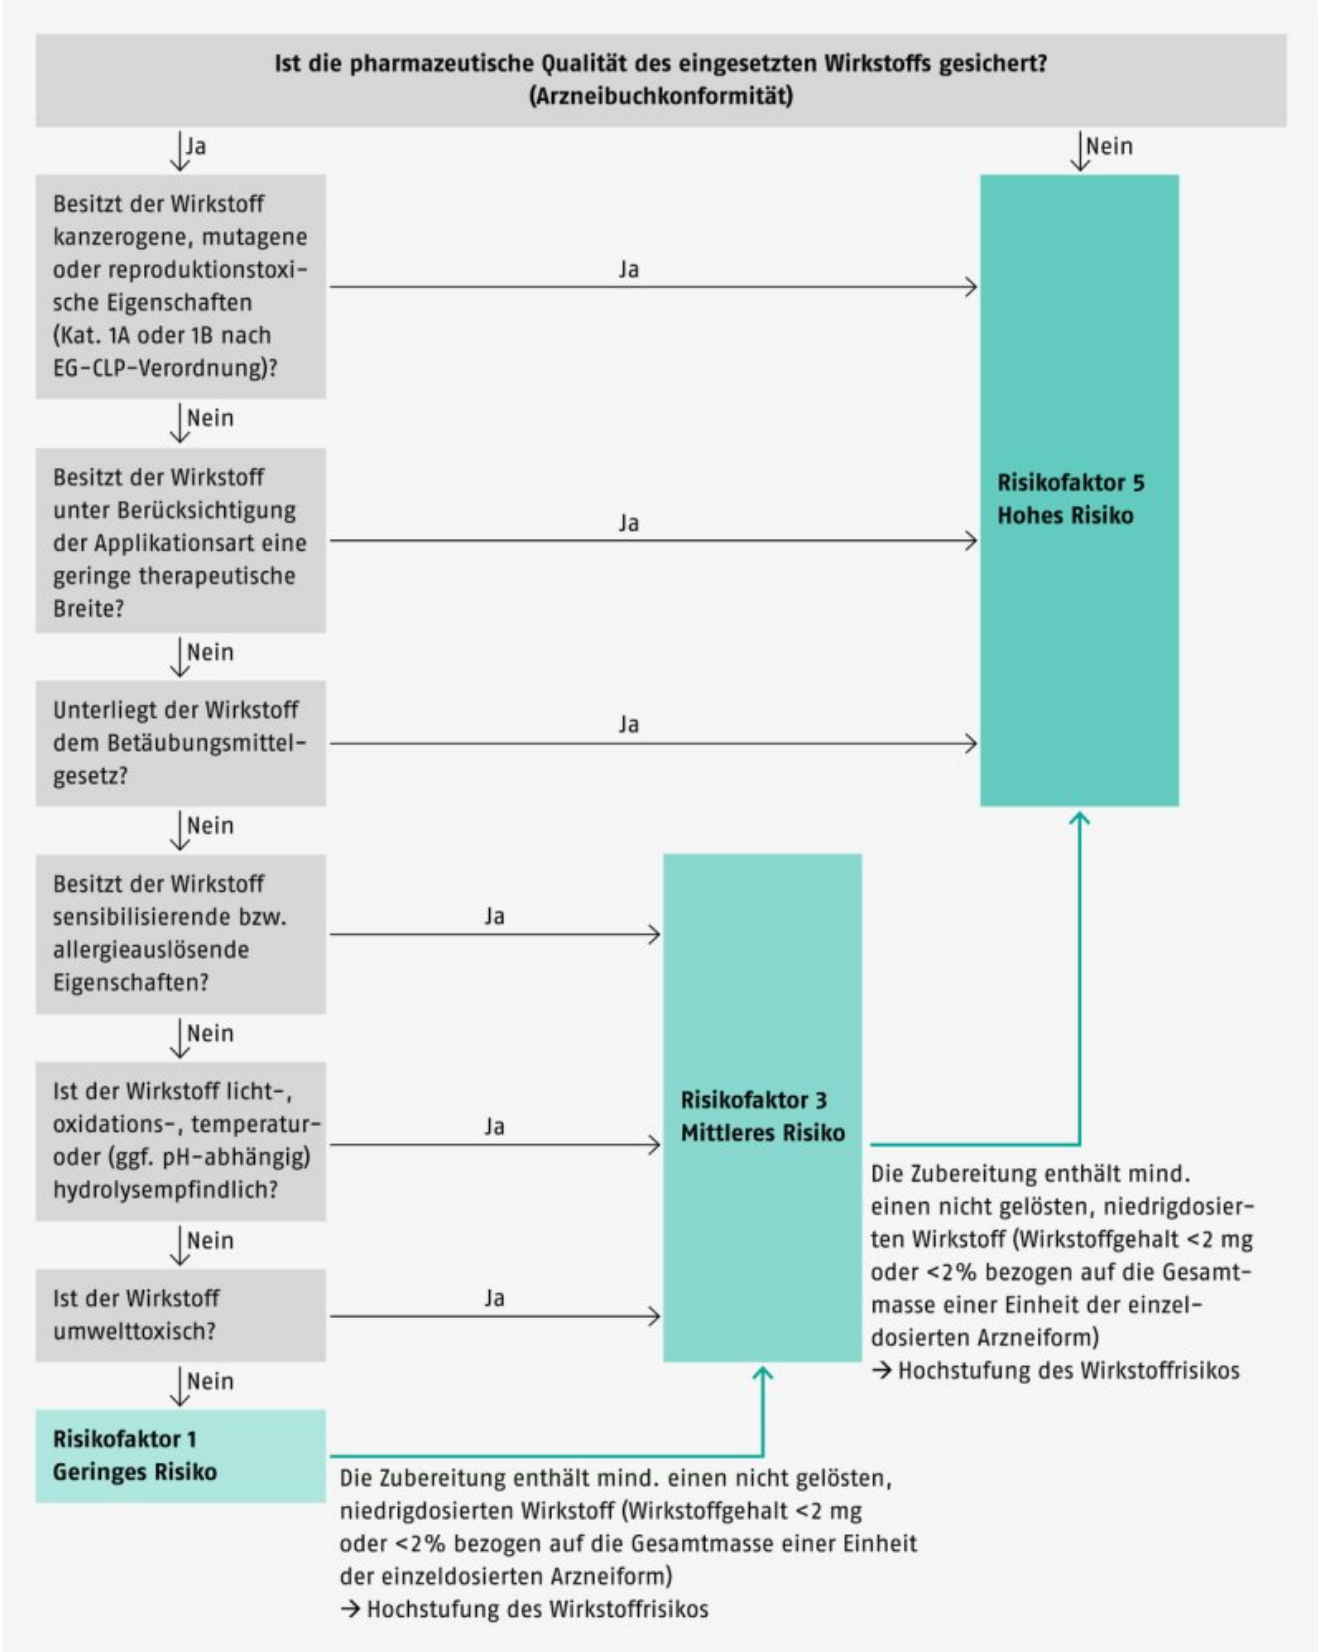 Ist die pharmazeutische Qualität des eingesetzten Wirkstoffs gesichert?
(Arzneibuchkonformität)
Ja
Nein
Besitzt der Wirkstoff
kanzerogene, mutagene
oder reproduktionstoxi-
sche Eigenschaften
(Kat. 1A oder 1B nach
EG-CLP-Verordnung)?
Ja
Nein
Besitzt der Wirkstoff
unter Berücksichtigung
der Applikationsart eine
geringe therapeutische
Breite?
Ja
Risikofaktor 5
Hohes Risiko
Nein
Unterliegt der Wirkstoff
dem Betäubungsmittel-
gesetz?
Ja
Nein
Besitzt der Wirkstoff
sensibilisierende bzw.
allergieauslösende
Eigenschaften?
Ja
Nein
Ist der Wirkstoff licht-,
oxidations-, temperatur-
oder (ggf. pH-abhängig)
hydrolysempfindlich?
Ja
Risikofaktor 3
Mittleres Risiko
Die Zubereitung enthält mind.
einen nicht gelösten, niedrigdosier-
ten Wirkstoff (Wirkstoffgehalt <2 mg
oder <2% bezogen auf die Gesamt-
masse einer Einheit der einzel-
dosierten Arzneiform)
→ Hochstufung des Wirkstoffrisikos
Nein
Ist der Wirkstoff
umwelttoxisch?
Ja
Nein
Risikofaktor 1
Geringes Risiko
Die Zubereitung enthält mind. einen nicht gelösten,
niedrigdosierten Wirkstoff (Wirkstoffgehalt <2 mg
oder <2% bezogen auf die Gesamtmasse einer Einheit
der einzeldosierten Arzneiform)
→ Hochstufung des Wirkstoffrisikos